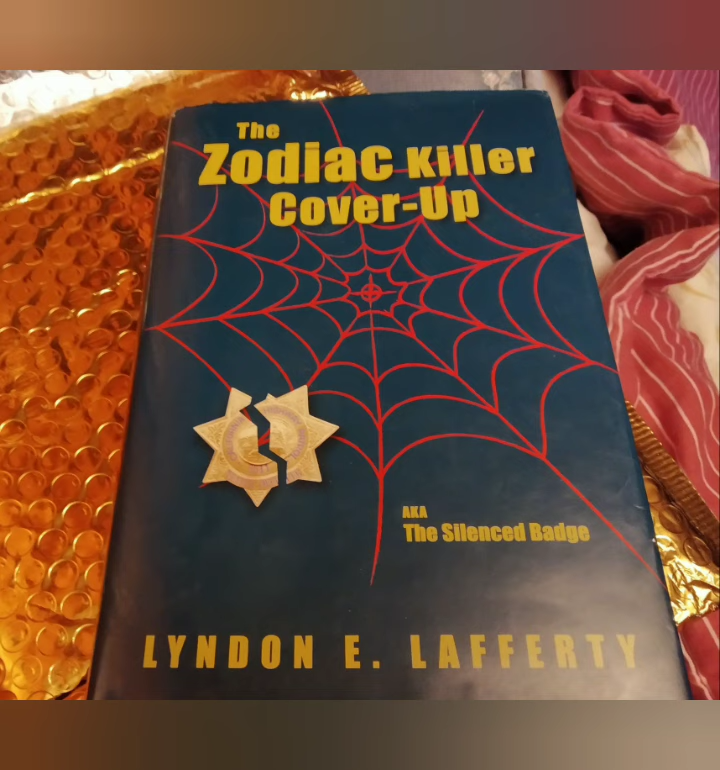 The
Zodiac Killer
Cover-Up
AKA
The Silenced Badge
LYNDON E. LAFFERTY